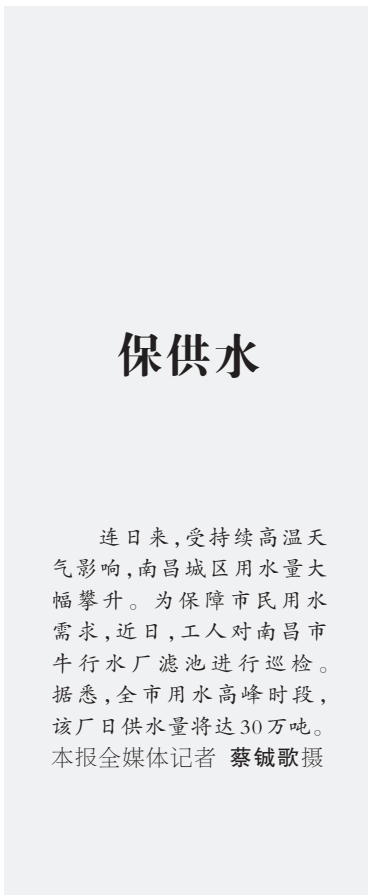 保供水
连日来,受持续高温天
气影响,南昌城区用水量大
幅攀升。为保障市民用水
需求,近日,工人对南昌市
牛行水厂滤池进行巡检。
据悉,全市用水高峰时段,
该厂日供水量将达30万吨。
本报全媒体记者 蔡铖歌摄